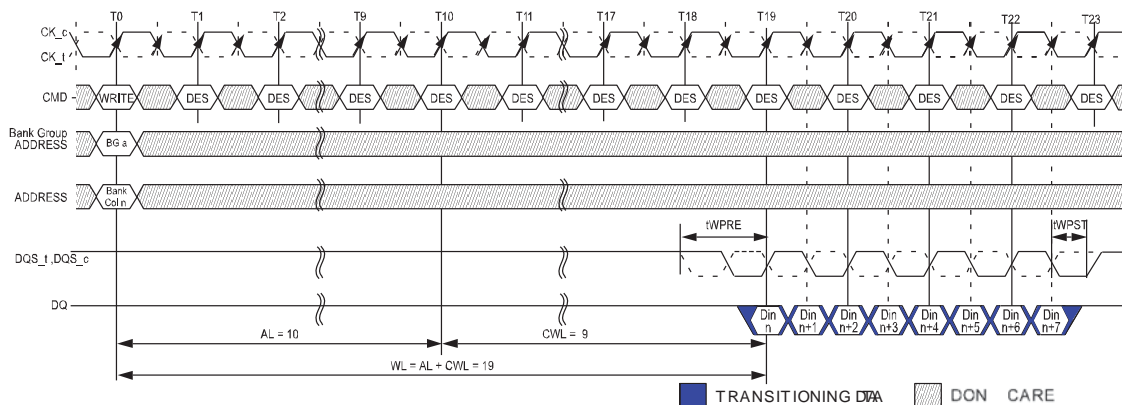 T0 T1 T2 T9 T10 T11 T17 T18 T19 T20 T21 T22 T23
CK_c
CK_t
CMD WRITE DES DES DES DES DES DES DES DES DES DES DES DES
Bank Group
ADDRESS
BG a
ADDRESS
Bank
Col n
tWPRE tWPST
DQS_t ,DQS_c
DQ
Din n Din n+1 Din n+2 Din n+3 Din n+4 Din n+5 Din n+6 Din n+7
AL = 10 CWL = 9
WL = AL + CWL = 19
TRANSITIONING DATA DON CARE